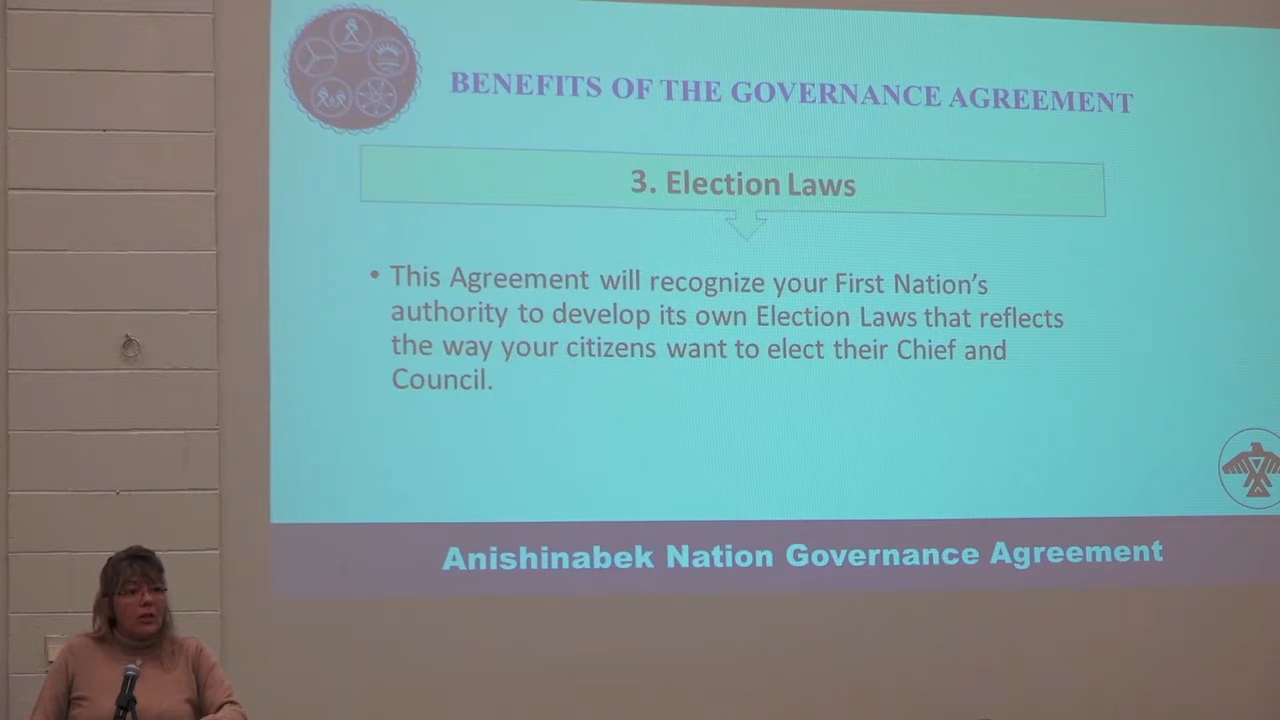 BENEFITS OF THE GOVERNANCE AGREEMENT
3. Election Laws
• This Agreement will recognize your First Nation's
authority to develop its own Election Laws that reflects
the way your citizens want to elect their Chief and
Council.
Anishinabek Nation Governance Agreement